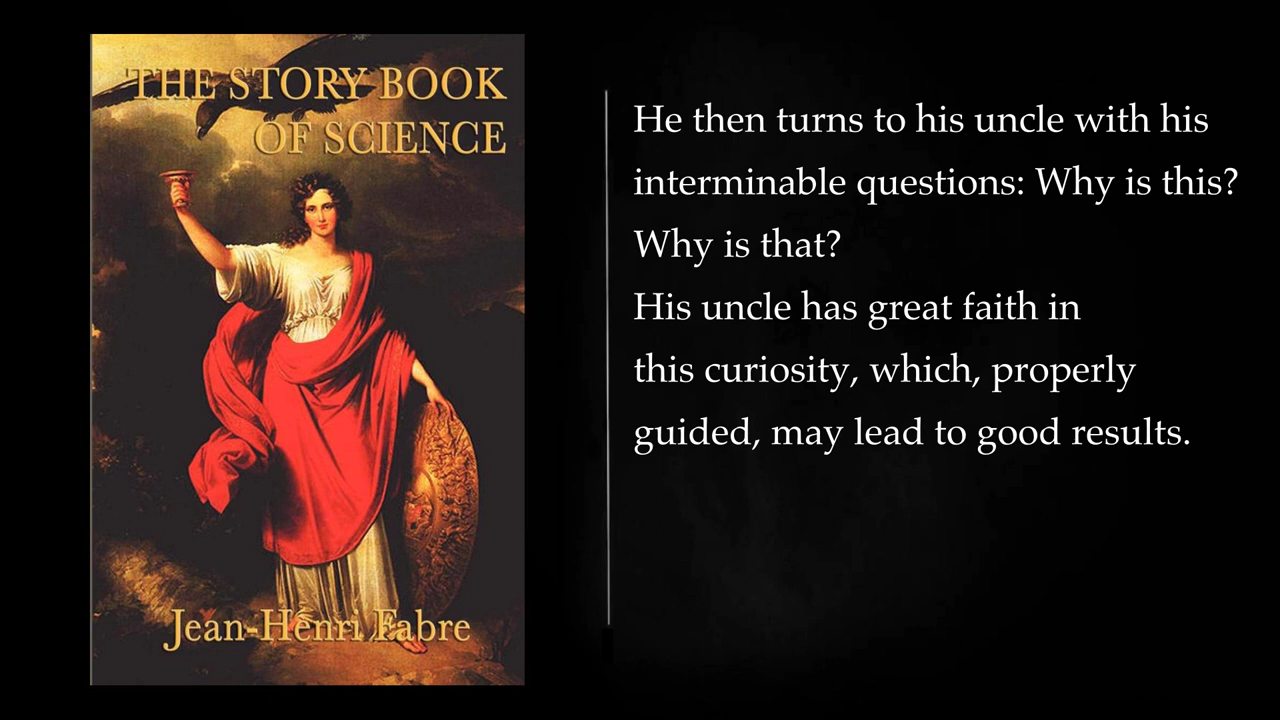 THE STORY BOOK
OF SCIENCE
Jean-Henri Fabre
He then turns to his uncle with his
interminable questions: Why is this?
Why is that?
His uncle has great faith in
this curiosity, which, properly
guided, may lead to good results.